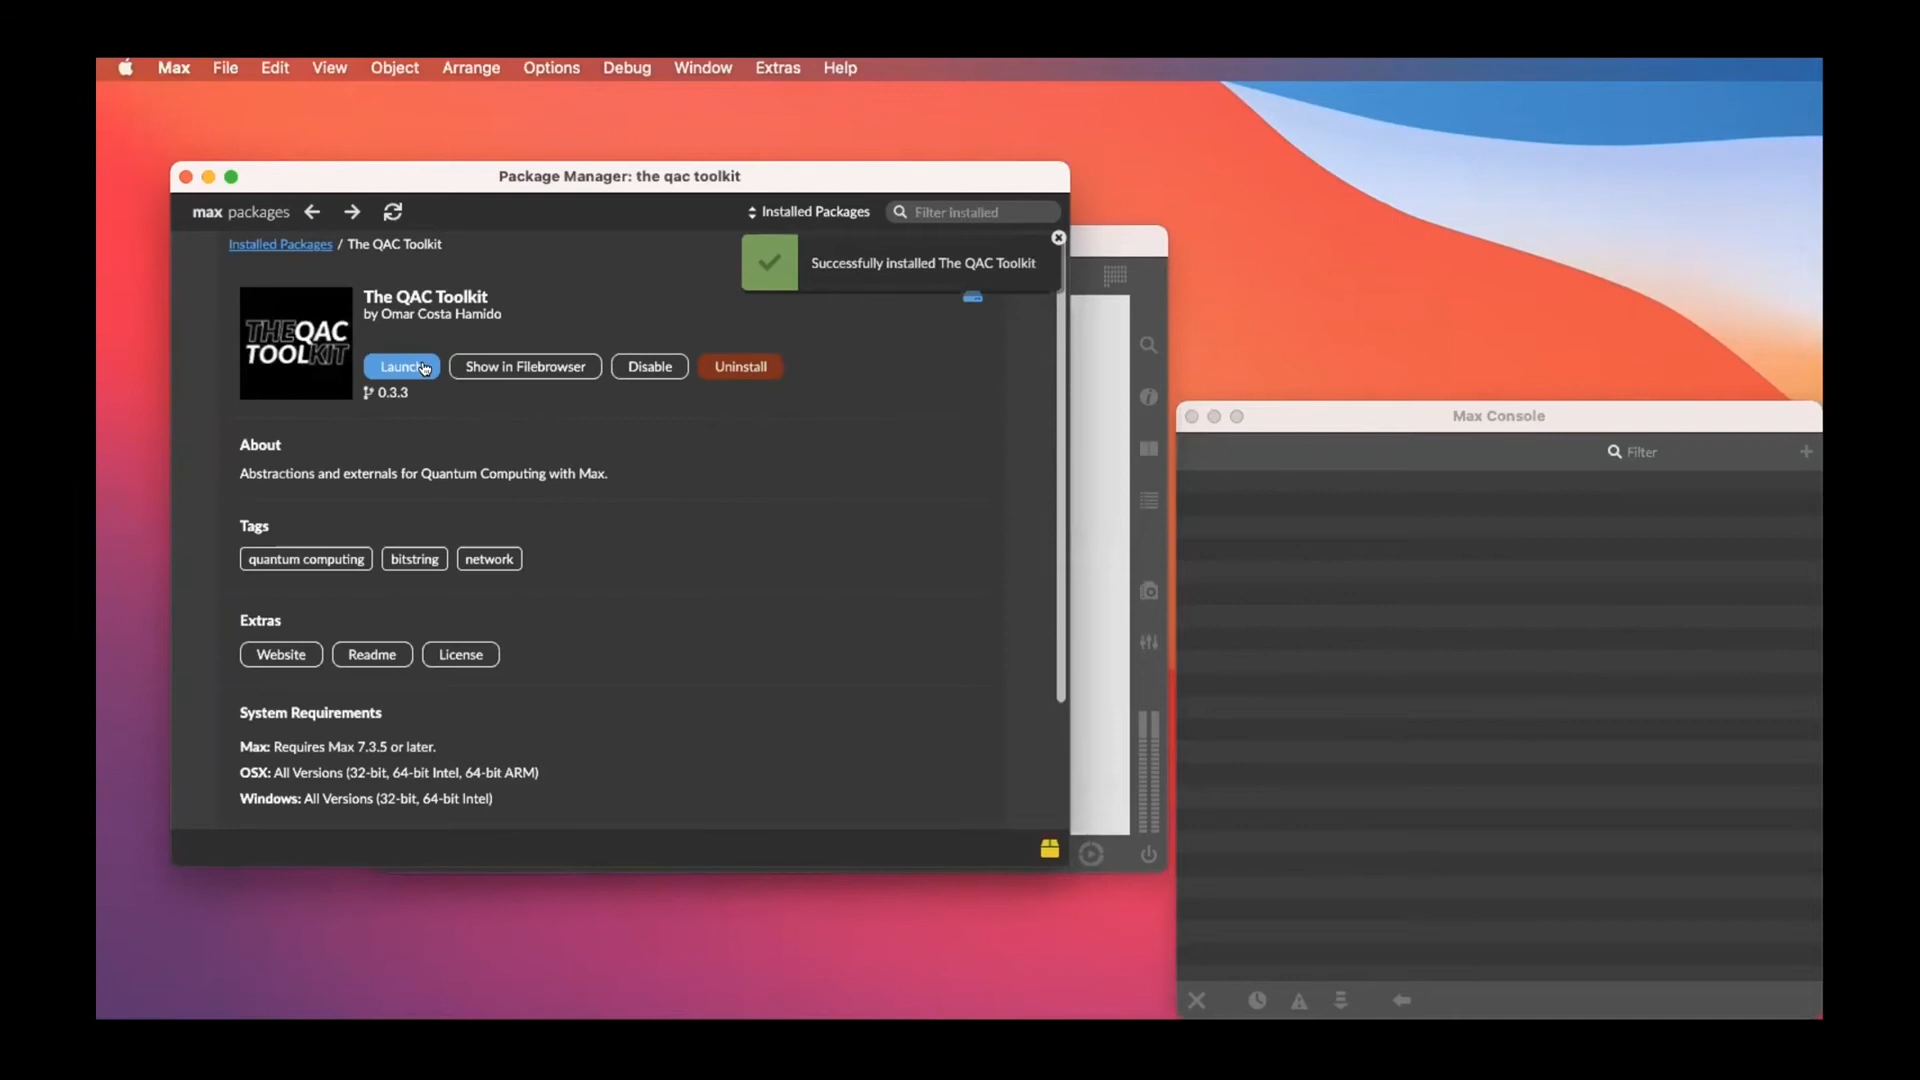 Max File Edit View Object Arrange Options Debug Window Extras Help
Package Manager: the qac toolkit
max packages
Installed Packages
Filter Installed
Installed Packages / The QAC Toolkit
Successfully installed The QAC Toolkit
THEQAC
TOOLKIT
The QAC Toolkit
by Omar Costa Hamido
Launch Show in Filebrowser Disable Uninstall
0.3.3
About
Abstractions and externals for Quantum Computing with Max.
Tags
quantum computing bitstring network
Extras
Website Readme License
System Requirements
Max: Requires Max 7.3.5 or later.
OSX: All Versions (32-bit, 64-bit Intel, 64-bit ARM)
Windows: All Versions (32-bit, 64-bit Intel)
Max Console
Filter